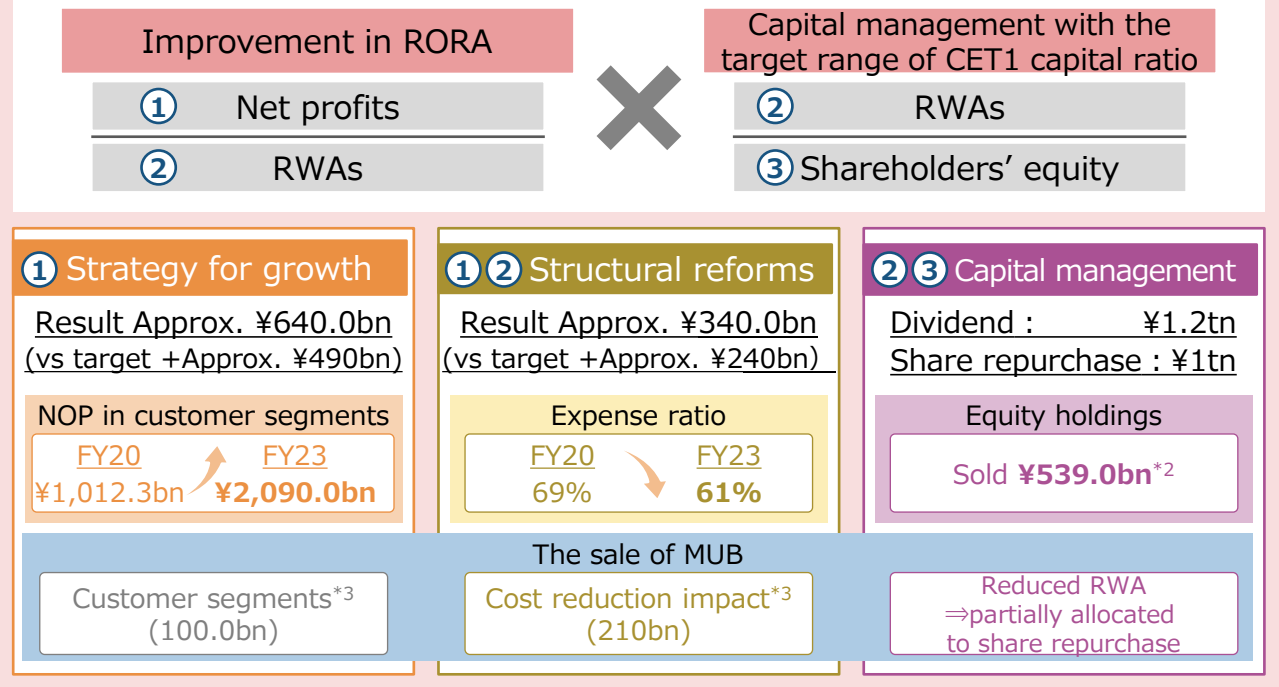 Improvement in RORA
① Net profits
② RWAs
×
Capital management with the
target range of CET1 capital ratio
② RWAs
③ Shareholders’ equity
① Strategy for growth
Result Approx. ¥640.0bn
(vs target +Approx. ¥490bn)
NOP in customer segments
FY20 FY23
¥1,012.3bn ¥2,090.0bn
①② Structural reforms
Result Approx. ¥340.0bn
(vs target +Approx. ¥240bn)
Expense ratio
FY20 FY23
69% 61%
②③ Capital management
Dividend : ¥1.2tn
Share repurchase : ¥1tn
Equity holdings
Sold ¥539.0bn*2
The sale of MUB
Customer segments*3
(100.0bn)
Cost reduction impact*3
(210bn)
Reduced RWA
⇒partially allocated
to share repurchase